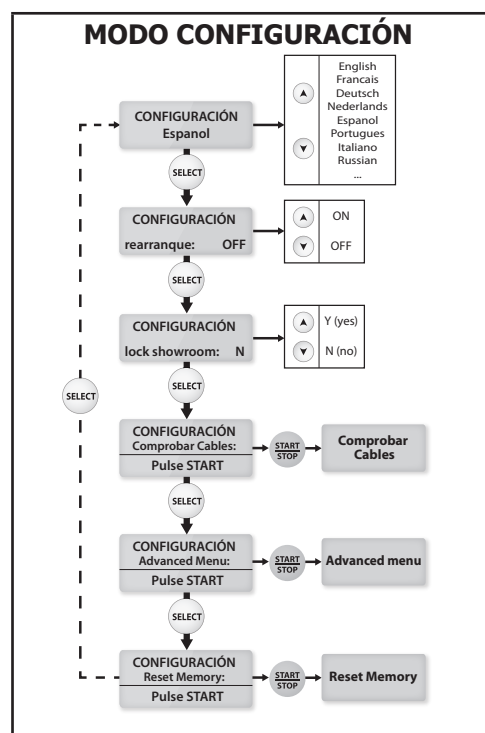 MODO CONFIGURACIÓN
English
Francais
Deutsch
Nederlands
Espanol
Portugues
Italiano
Russian
...
CONFIGURACIÓN
Espanol
SELECT
CONFIGURACIÓN
rearranque: OFF
ON
OFF
SELECT
CONFIGURACIÓN
lock showroom: N
Y (yes)
N (no)
SELECT
SELECT
CONFIGURACIÓN
Comprobar Cables:
Pulse START
START
STOP
Comprobar
Cables
SELECT
CONFIGURACIÓN
Advanced Menu:
Pulse START
START
STOP
Advanced menu
SELECT
CONFIGURACIÓN
Reset Memory:
Pulse START
START
STOP
Reset Memory